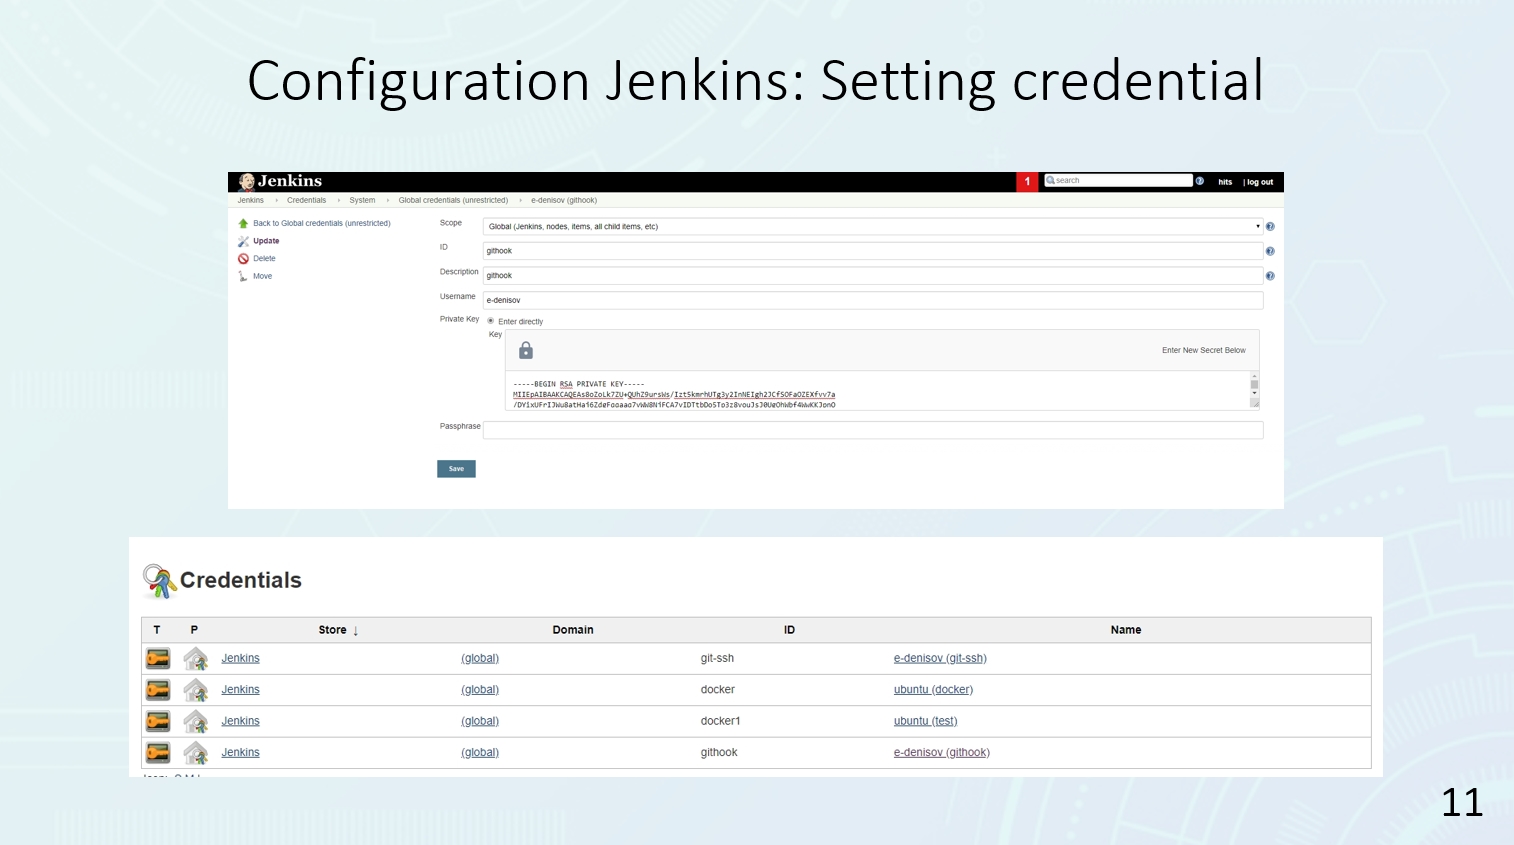 Configuration Jenkins: Setting credential
Jenkins
1
search
hits
| log out
Jenkins › Credentials › System › Global credentials (unrestricted) › e-denisov (githook)
Back to Global credentials (unrestricted)
Update
Delete
Move
Scope
Global (Jenkins, nodes, items, all child items, etc)
ID
githook
Description
githook
Username
e-denisov
Private Key
Enter directly
Key
Enter New Secret Below
-----BEGIN RSA PRIVATE KEY-----
Passphrase
Save
Credentials
T P Store ↓ Domain ID Name
Jenkins (global) git-ssh e-denisov (git-ssh)
Jenkins (global) docker ubuntu (docker)
Jenkins (global) docker1 ubuntu (test)
Jenkins (global) githook e-denisov (githook)
11